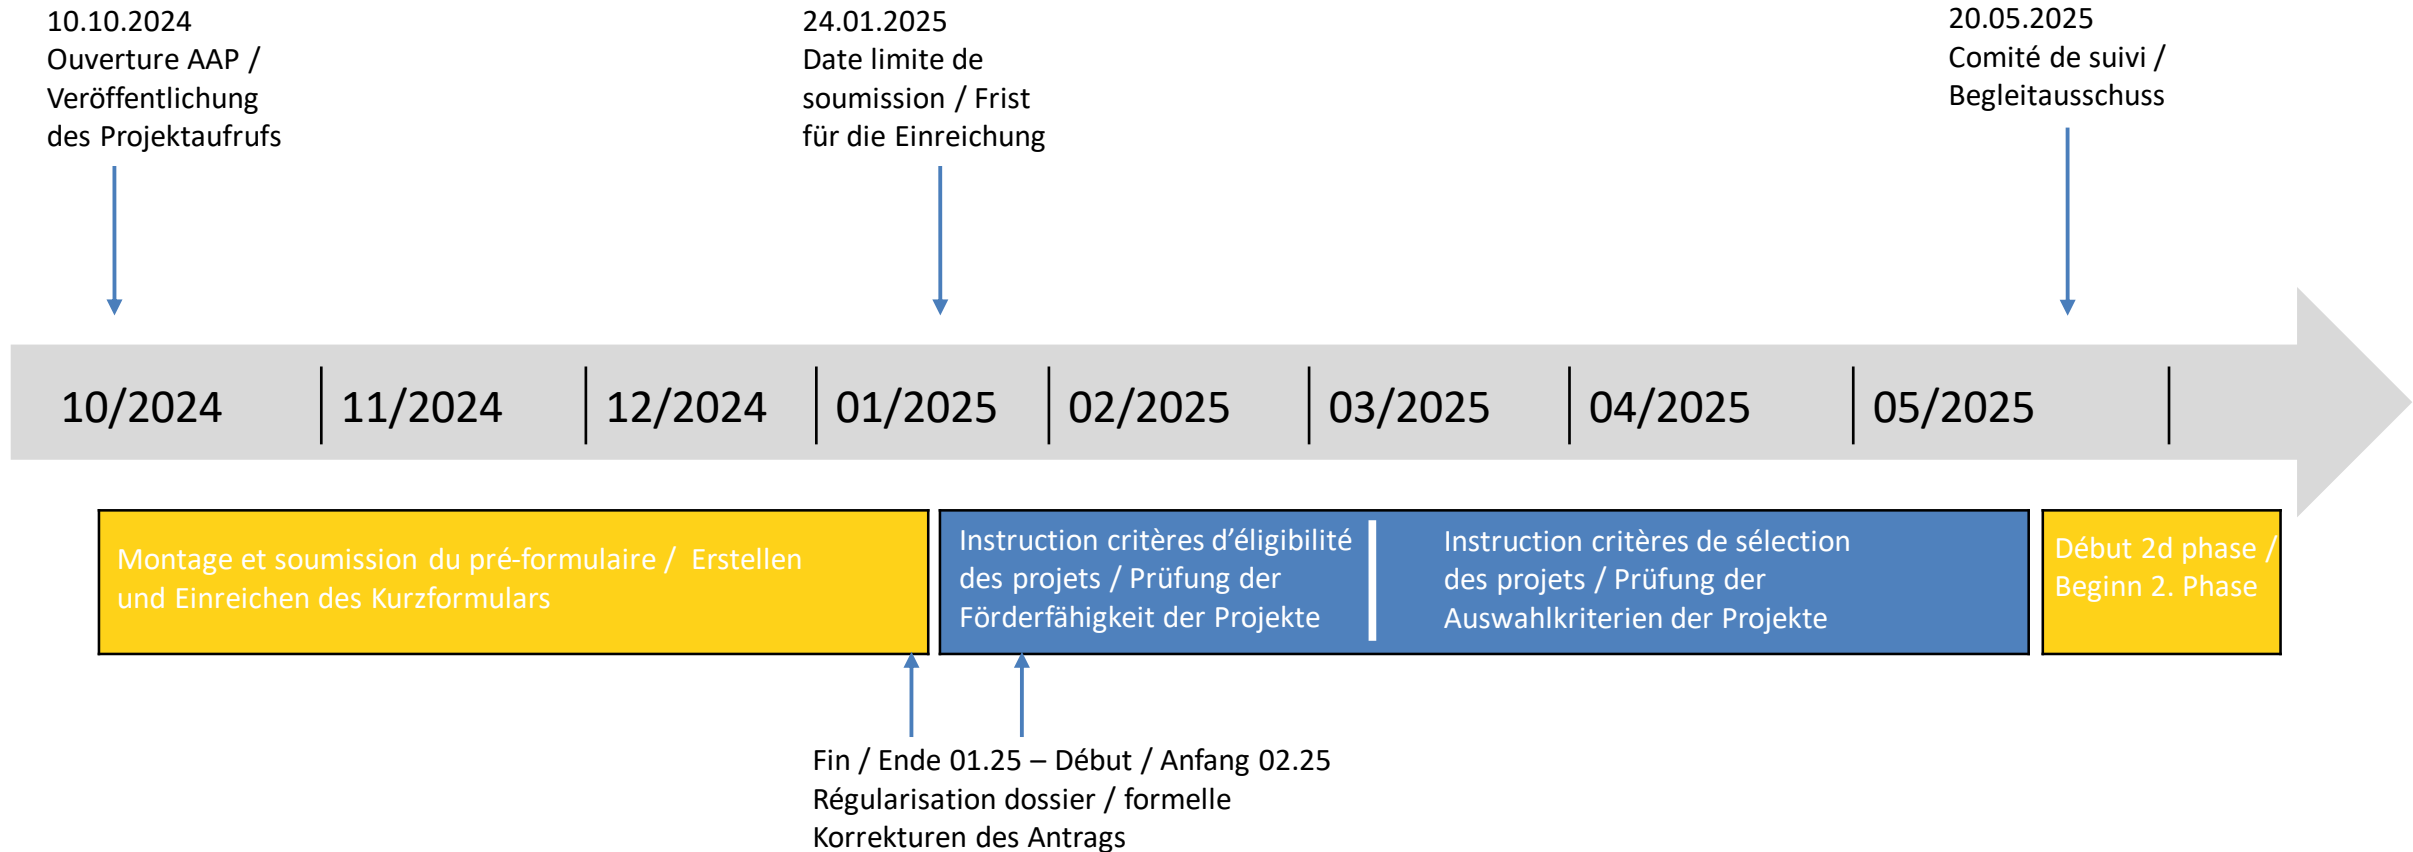 10.10.2024
Ouverture AAP /
Veröffentlichung
des Projektaufrufs
24.01.2025
Date limite de
soumission / Frist
für die Einreichung
20.05.2025
Comité de suivi /
Begleitausschuss
10/2024
11/2024
12/2024
01/2025
02/2025
03/2025
04/2025
05/2025
Montage et soumission du pré-formulaire / Erstellen
und Einreichen des Kurzformulars
Instruction critères d’éligibilité
des projets / Prüfung der
Förderfähigkeit der Projekte
Instruction critères de sélection
des projets / Prüfung der
Auswahlkriterien der Projekte
Début 2d phase /
Beginn 2. Phase
Fin / Ende 01.25 – Début / Anfang 02.25
Régularisation dossier / formelle
Korrekturen des Antrags